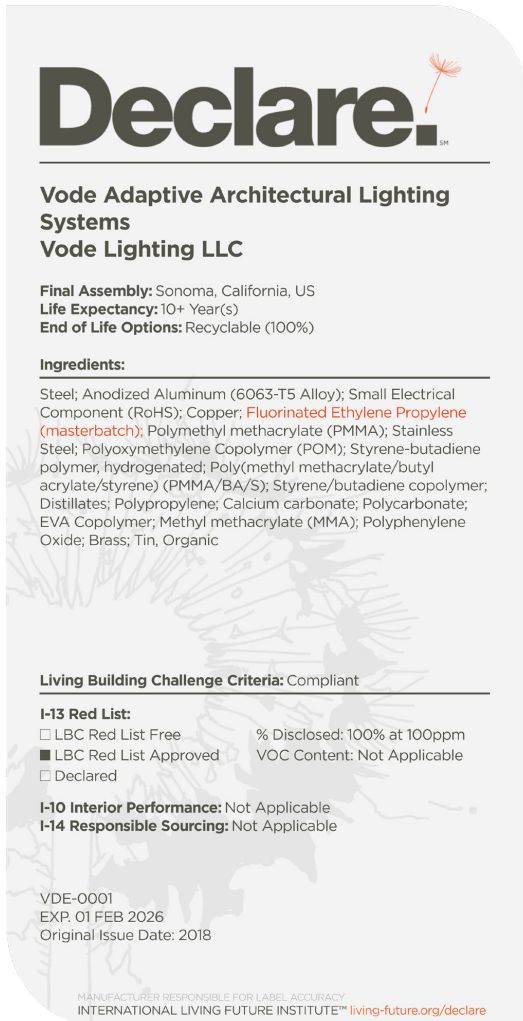 Declare.
SM
Vode Adaptive Architectural Lighting
Systems
Vode Lighting LLC
Final Assembly: Sonoma, California, US
Life Expectancy: 10+ Year(s)
End of Life Options: Recyclable (100%)
Ingredients:
Steel; Anodized Aluminum (6063-T5 Alloy); Small Electrical
Component (RoHS); Copper; Fluorinated Ethylene Propylene
(masterbatch); Polymethyl methacrylate (PMMA); Stainless
Steel; Polyoxymethylene Copolymer (POM); Styrene-butadiene
polymer, hydrogenated; Poly(methyl methacrylate/butyl
acrylate/styrene) (PMMA/BA/S); Styrene/butadiene copolymer;
Distillates; Polypropylene; Calcium carbonate; Polycarbonate;
EVA Copolymer; Methyl methacrylate (MMA); Polyphenylene
Oxide; Brass; Tin, Organic
Living Building Challenge Criteria: Compliant
I-13 Red List:
☐ LBC Red List Free % Disclosed: 100% at 100ppm
■ LBC Red List Approved VOC Content: Not Applicable
☐ Declared
I-10 Interior Performance: Not Applicable
I-14 Responsible Sourcing: Not Applicable
VDE-0001
EXP. 01 FEB 2026
Original Issue Date: 2018
MANUFACTURER RESPONSIBLE FOR LABEL ACCURACY
INTERNATIONAL LIVING FUTURE INSTITUTE™ living-future.org/declare